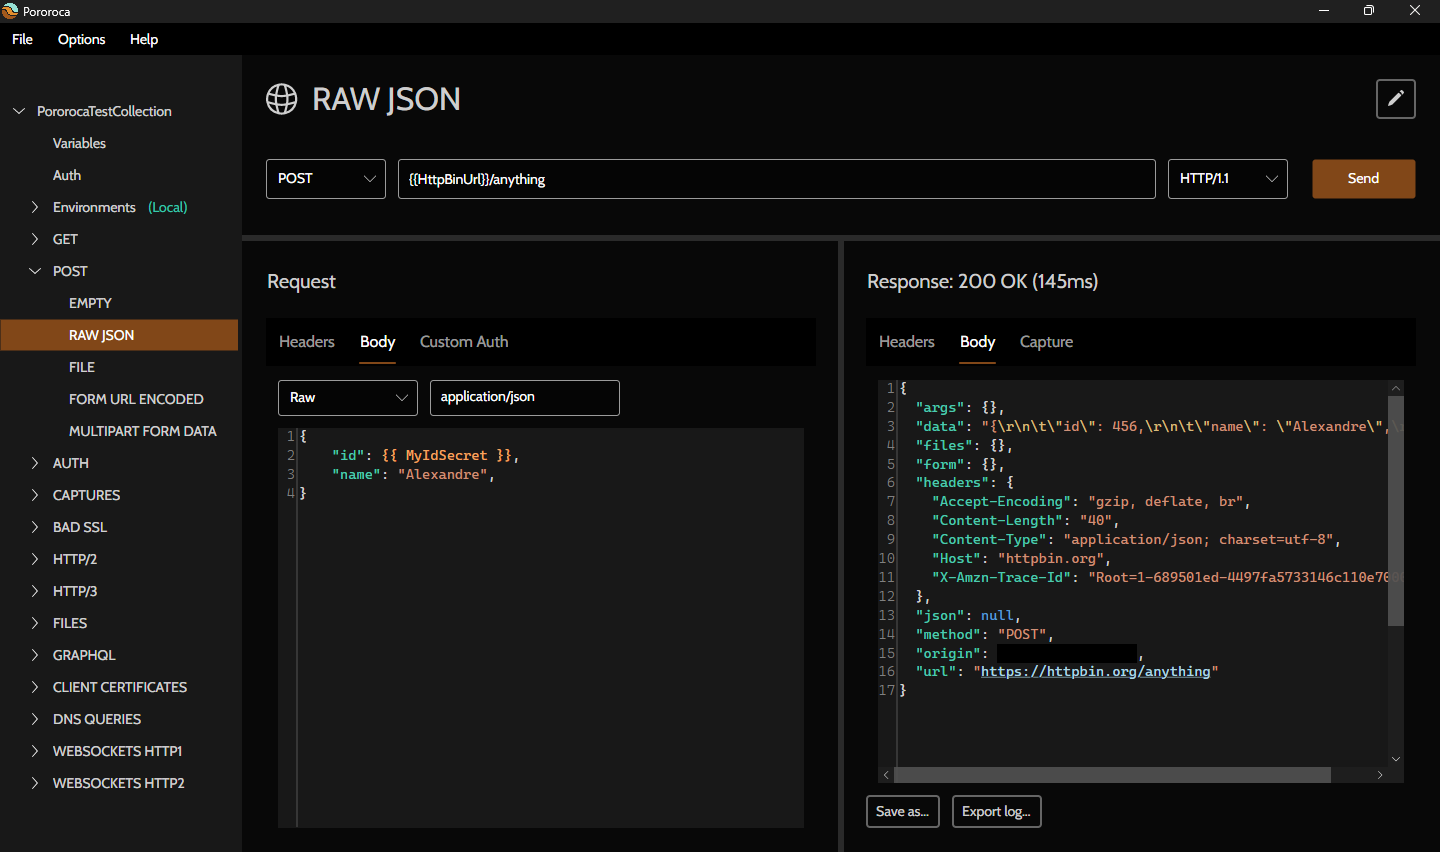 Pororoca
File Options Help
PororocaTestCollection
Variables
Auth
Environments (Local)
GET
POST
EMPTY
RAW JSON
FILE
FORM URL ENCODED
MULTIPART FORM DATA
AUTH
CAPTURES
BAD SSL
HTTP/2
HTTP/3
FILES
GRAPHQL
CLIENT CERTIFICATES
DNS QUERIES
WEBSOCKETS HTTP1
WEBSOCKETS HTTP2
RAW JSON
POST {{HttpBinUrl}}/anything HTTP/1.1 Send
Request
Headers Body Custom Auth
Raw application/json
1 {
2 "id": {{ MyIdSecret }},
3 "name": "Alexandre",
4 }
Response: 200 OK (145ms)
Headers Body Capture
1 {
2 "args": {},
3 "data": "{\r\n\t\"id\": 456,\r\n\t\"name\": \"Alexandre\",
4 "files": {},
5 "form": {},
6 "headers": {
7 "Accept-Encoding": "gzip, deflate, br",
8 "Content-Length": "40",
9 "Content-Type": "application/json; charset=utf-8",
10 "Host": "httpbin.org",
11 "X-Amzn-Trace-Id": "Root=1-689501ed-4497fa5733146c110e70
12 },
13 "json": null,
14 "method": "POST",
15 "origin": ,
16 "url": "https://httpbin.org/anything"
17 }
Save as... Export log...